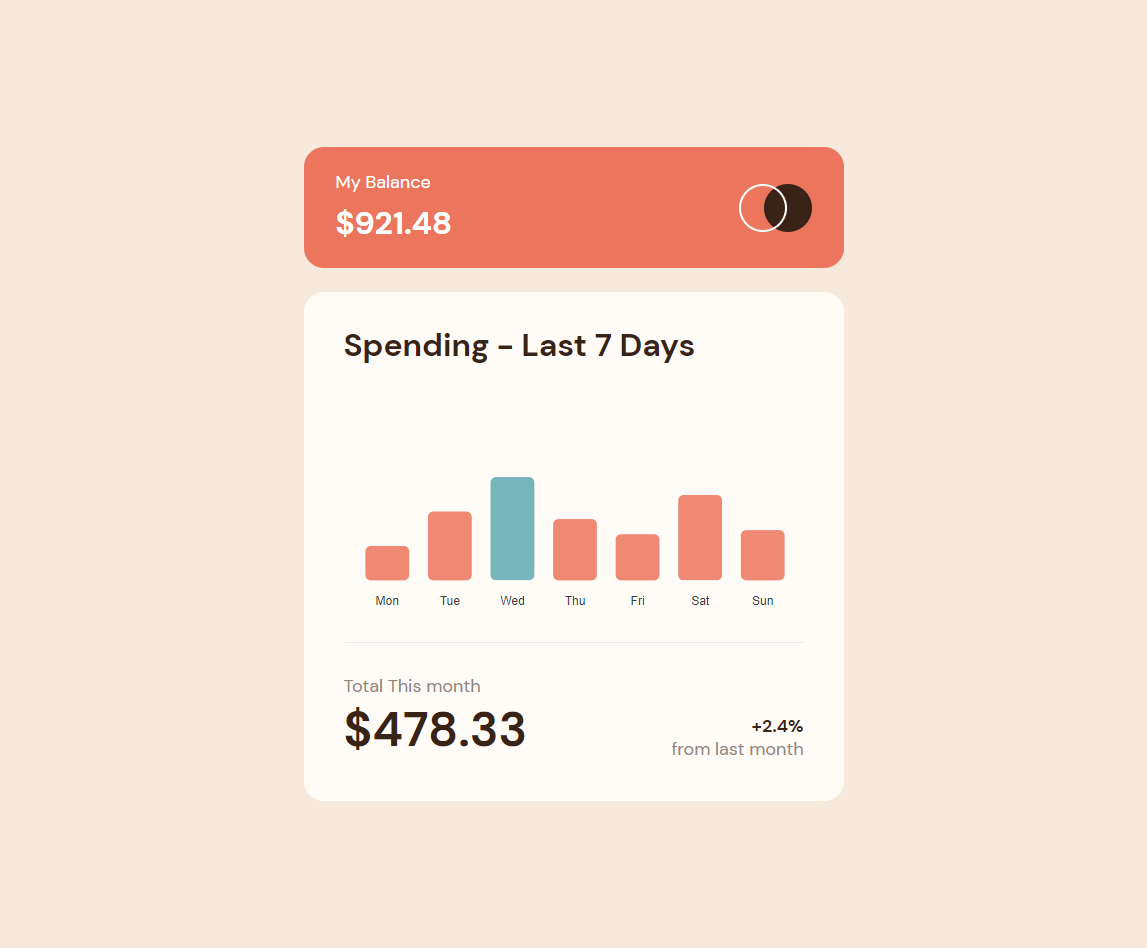 My Balance
$921.48
Spending - Last 7 Days
Mon Tue Wed Thu Fri Sat Sun
Total This month
$478.33
+2.4%
from last month